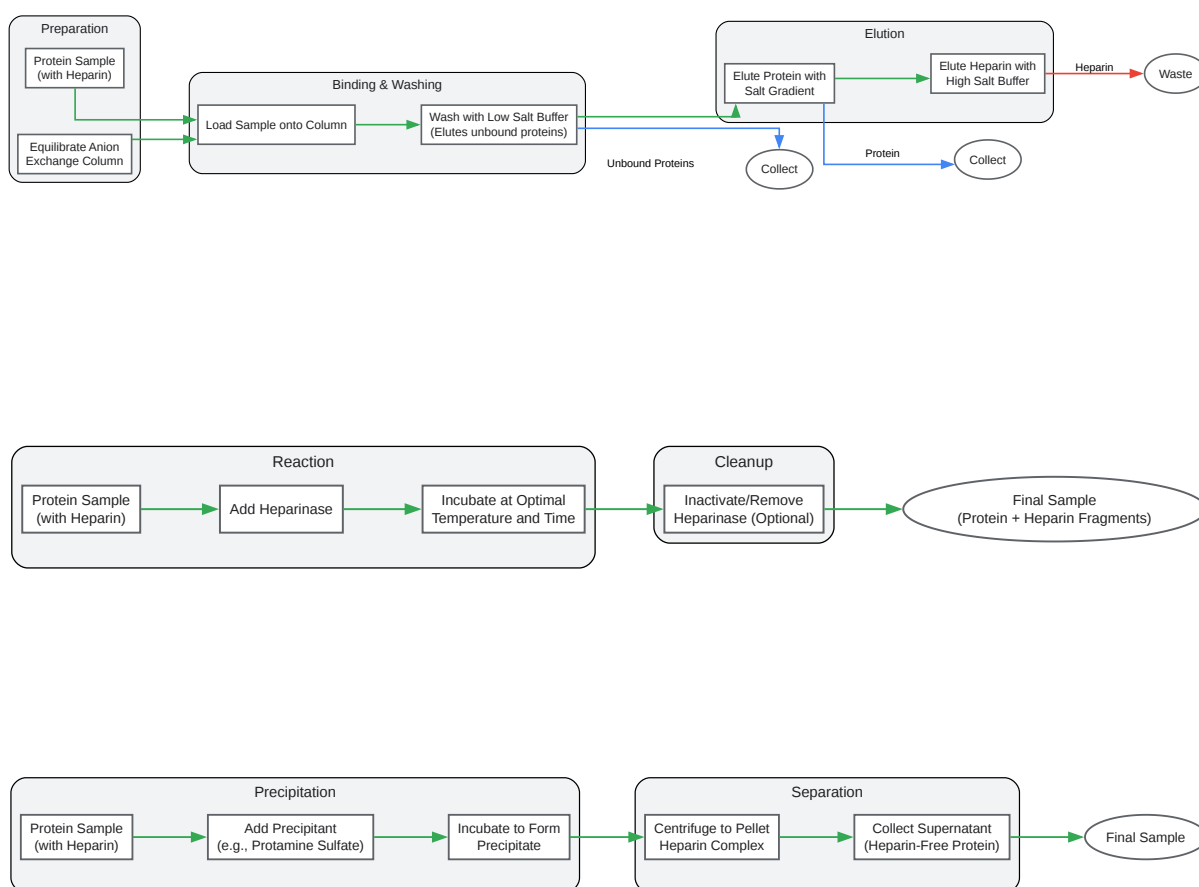 Preparation
Protein Sample
(with Heparin)
Equilibrate Anion
Exchange Column
Binding & Washing
Load Sample onto Column
Wash with Low Salt Buffer
(Elutes unbound proteins)
Unbound Proteins
Collect
Elution
Elute Protein with
Salt Gradient
Elute Heparin with
High Salt Buffer
Protein
Collect
Heparin
Waste
Reaction
Protein Sample
(with Heparin)
Add Heparinase
Incubate at Optimal
Temperature and Time
Cleanup
Inactivate/Remove
Heparinase (Optional)
Final Sample
(Protein + Heparin Fragments)
Precipitation
Protein Sample
(with Heparin)
Add Precipitant
(e.g., Protamine Sulfate)
Incubate to Form
Precipitate
Separation
Centrifuge to Pellet
Heparin Complex
Collect Supernatant
(Heparin-Free Protein)
Final Sample